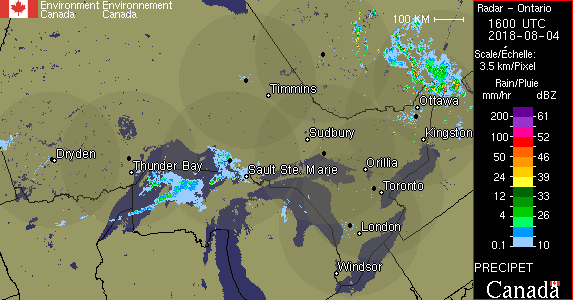 Environment Environnement
Canada Canada
100 KM
Timmins
Ottawa
Sudbury
Kingston
Dryden
Thunder Bay
Sault Ste. Marie
Orillia
Toronto
London
Windsor
Radar - Ontario
1600 UTC
2018-08-04
Scale/Échelle:
3.5 km/Pixel
Rain/Pluie
mm/hr dBZ
200 61
100 52
50 46
24 39
12 33
4 26
0.1 10
PRECIPET
Canada